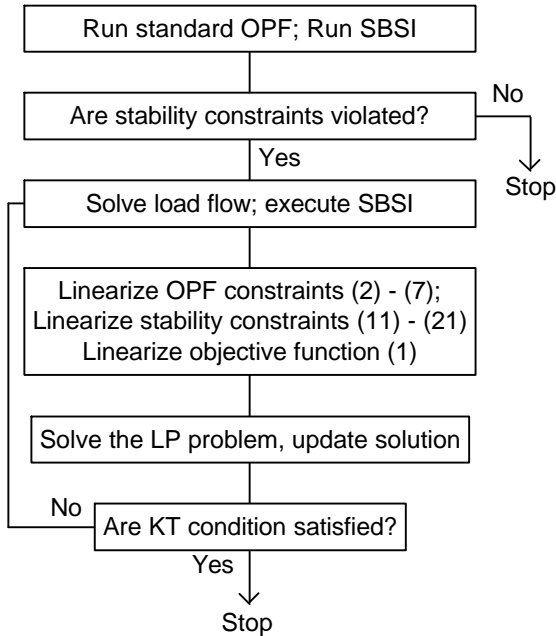 Run standard OPF; Run SBSI
Are stability constraints violated?
No
Yes
Stop
Solve load flow; execute SBSI
Linearize OPF constraints (2) - (7);
Linearize stability constraints (11) - (21)
Linearize objective function (1)
Solve the LP problem, update solution
No
Are KT condition satisfied?
Yes
Stop